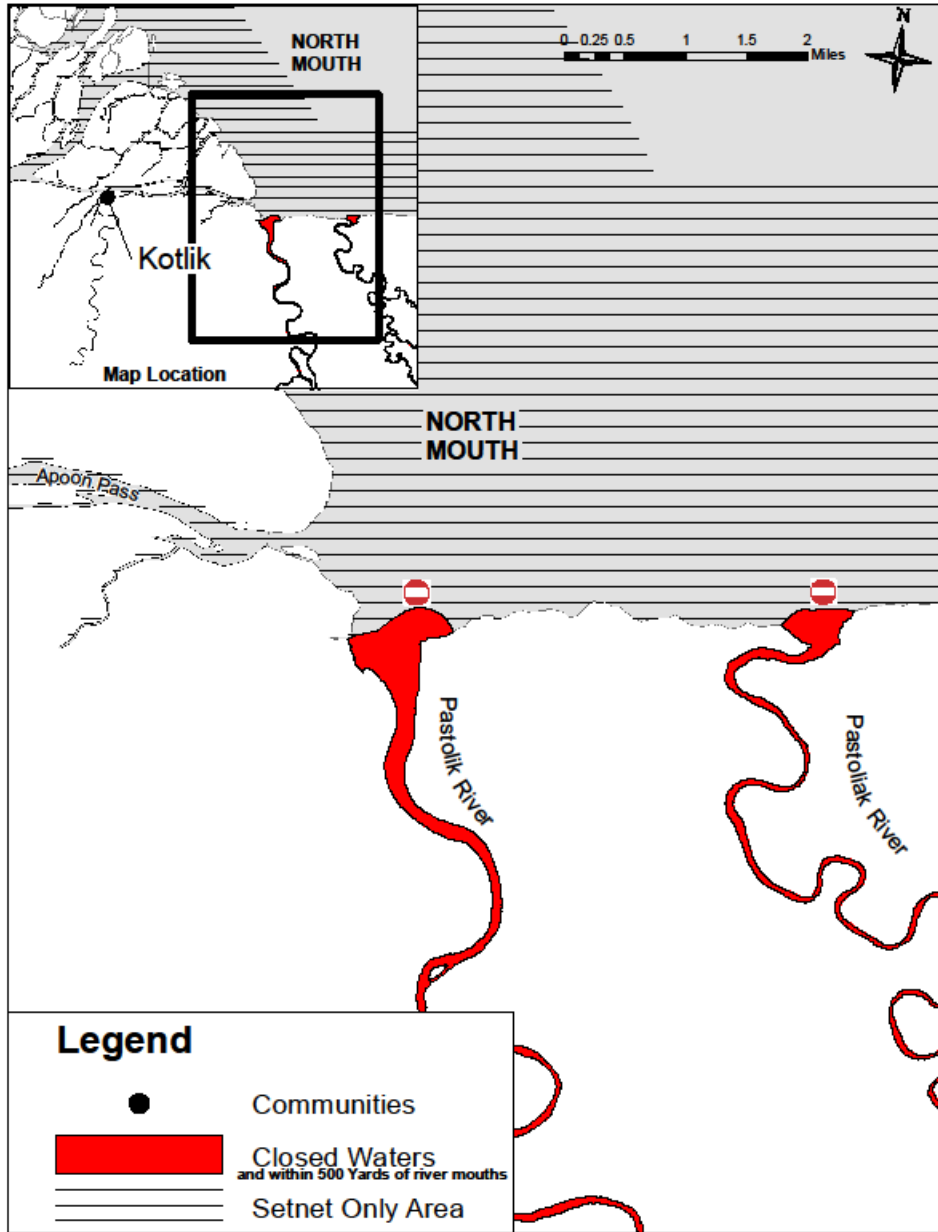 NORTH
MOUTH
Kotlik
Map Location
N
0 0.25 0.5 1 1.5 2
Miles
NORTH
MOUTH
Apoon Pass
Pastolik River
Pastoliak River
Legend
Communities
Closed Waters
and within 500 Yards of river mouths
Setnet Only Area